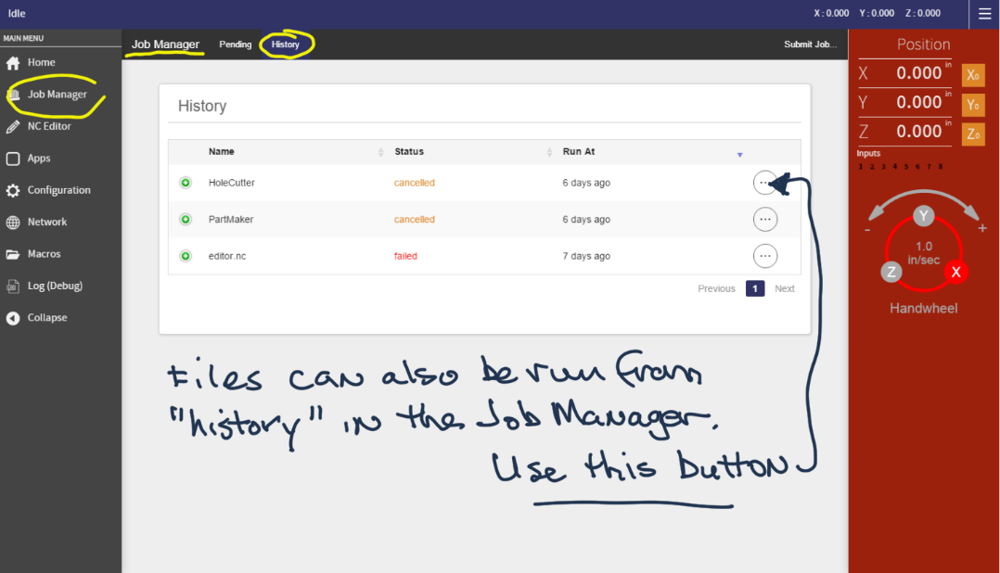 Idle
X : 0.000 Y : 0.000 Z : 0.000
MAIN MENU
Home
Job Manager
NC Editor
Apps
Configuration
Network
Macros
Log (Debug)
Collapse
Job Manager Pending History Submit Job...
History
Name Status Run At
HoleCutter cancelled 6 days ago ...
PartMaker cancelled 6 days ago ...
editor.nc failed 7 days ago ...
Previous 1 Next
Files can also be run from
"history" in the Job Manager.
Use this button
Position
X 0.000 in X0
Y 0.000 in Y0
Z 0.000 in Z0
Inputs
1 2 3 4 5 6 7 8
- +
Y
1.0
in/sec
Z X
Handwheel